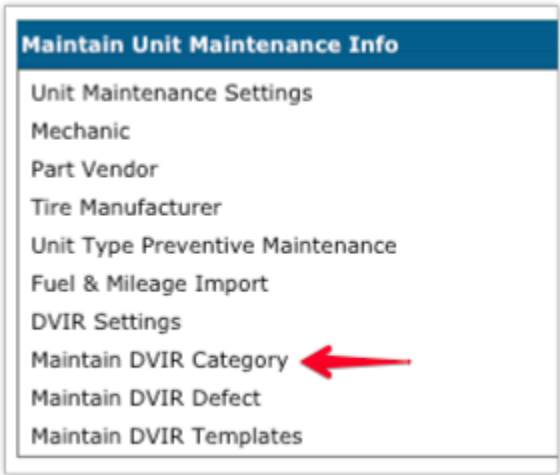 Maintain Unit Maintenance Info
Unit Maintenance Settings
Mechanic
Part Vendor
Tire Manufacturer
Unit Type Preventive Maintenance
Fuel & Mileage Import
DVIR Settings
Maintain DVIR Category
Maintain DVIR Defect
Maintain DVIR Templates